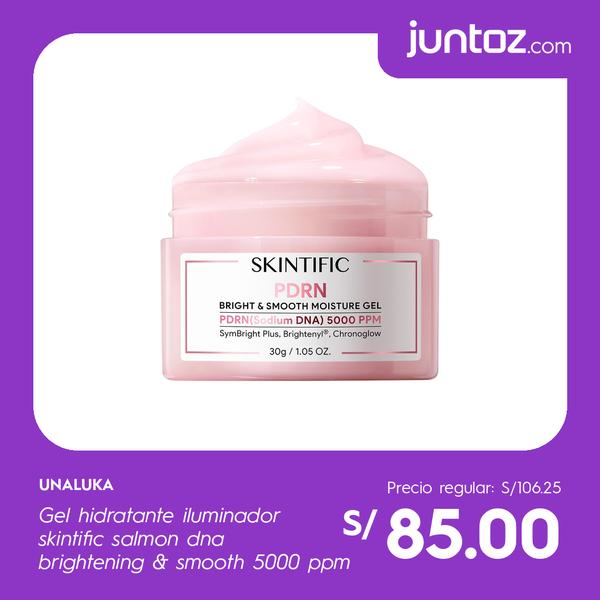 juntoz.com
SKINTIFIC
PDRN
BRIGHT & SMOOTH MOISTURE GEL
PDRN(Sodium DNA) 5000 PPM
SymBright Plus, Brightenyl®, Chronoglow
30g / 1.05 OZ.
UNALUKA
Gel hidratante iluminador
skintific salmon dna
brightening & smooth 5000 ppm
Precio regular: S/106.25
S/ 85.00